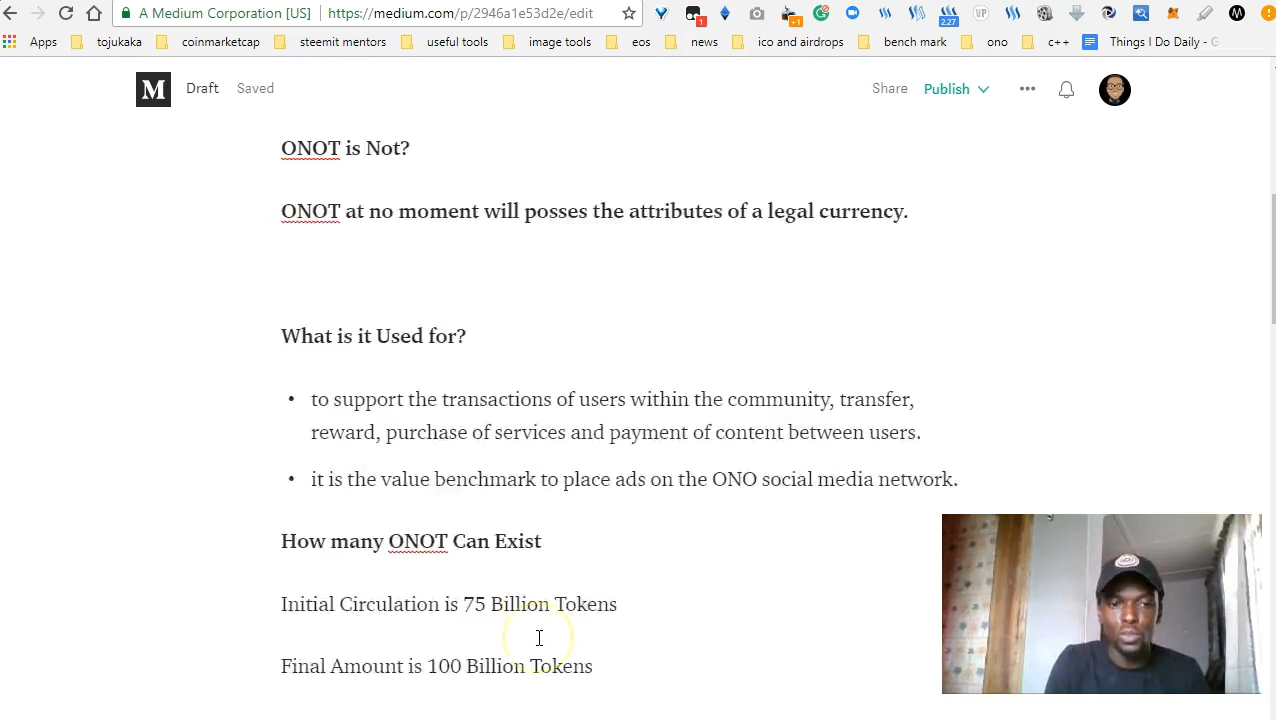 A Medium Corporation [US] https://medium.com/p/2946a1e53d2e/edit
1 +1 2.27 VP M
Apps tojukaka coinmarketcap steemit mentors useful tools image tools eos news ico and airdrops bench mark ono c++ Things I Do Daily - G
M Draft Saved Share Publish
ONOT is Not?
ONOT at no moment will posses the attributes of a legal currency.
What is it Used for?
• to support the transactions of users within the community, transfer,
reward, purchase of services and payment of content between users.
• it is the value benchmark to place ads on the ONO social media network.
How many ONOT Can Exist
Initial Circulation is 75 Billion Tokens
Final Amount is 100 Billion Tokens